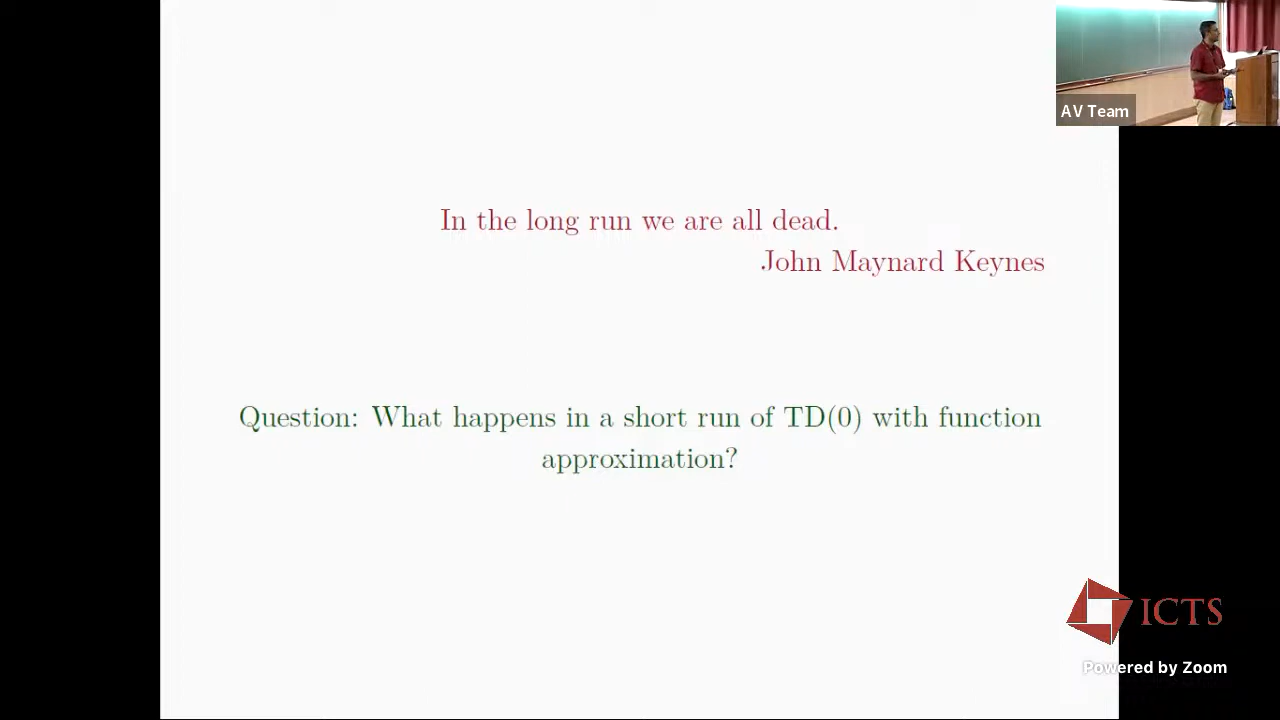 AV Team
In the long run we are all dead.
John Maynard Keynes
Question: What happens in a short run of TD(0) with function
approximation?
ICTS
Powered by Zoom